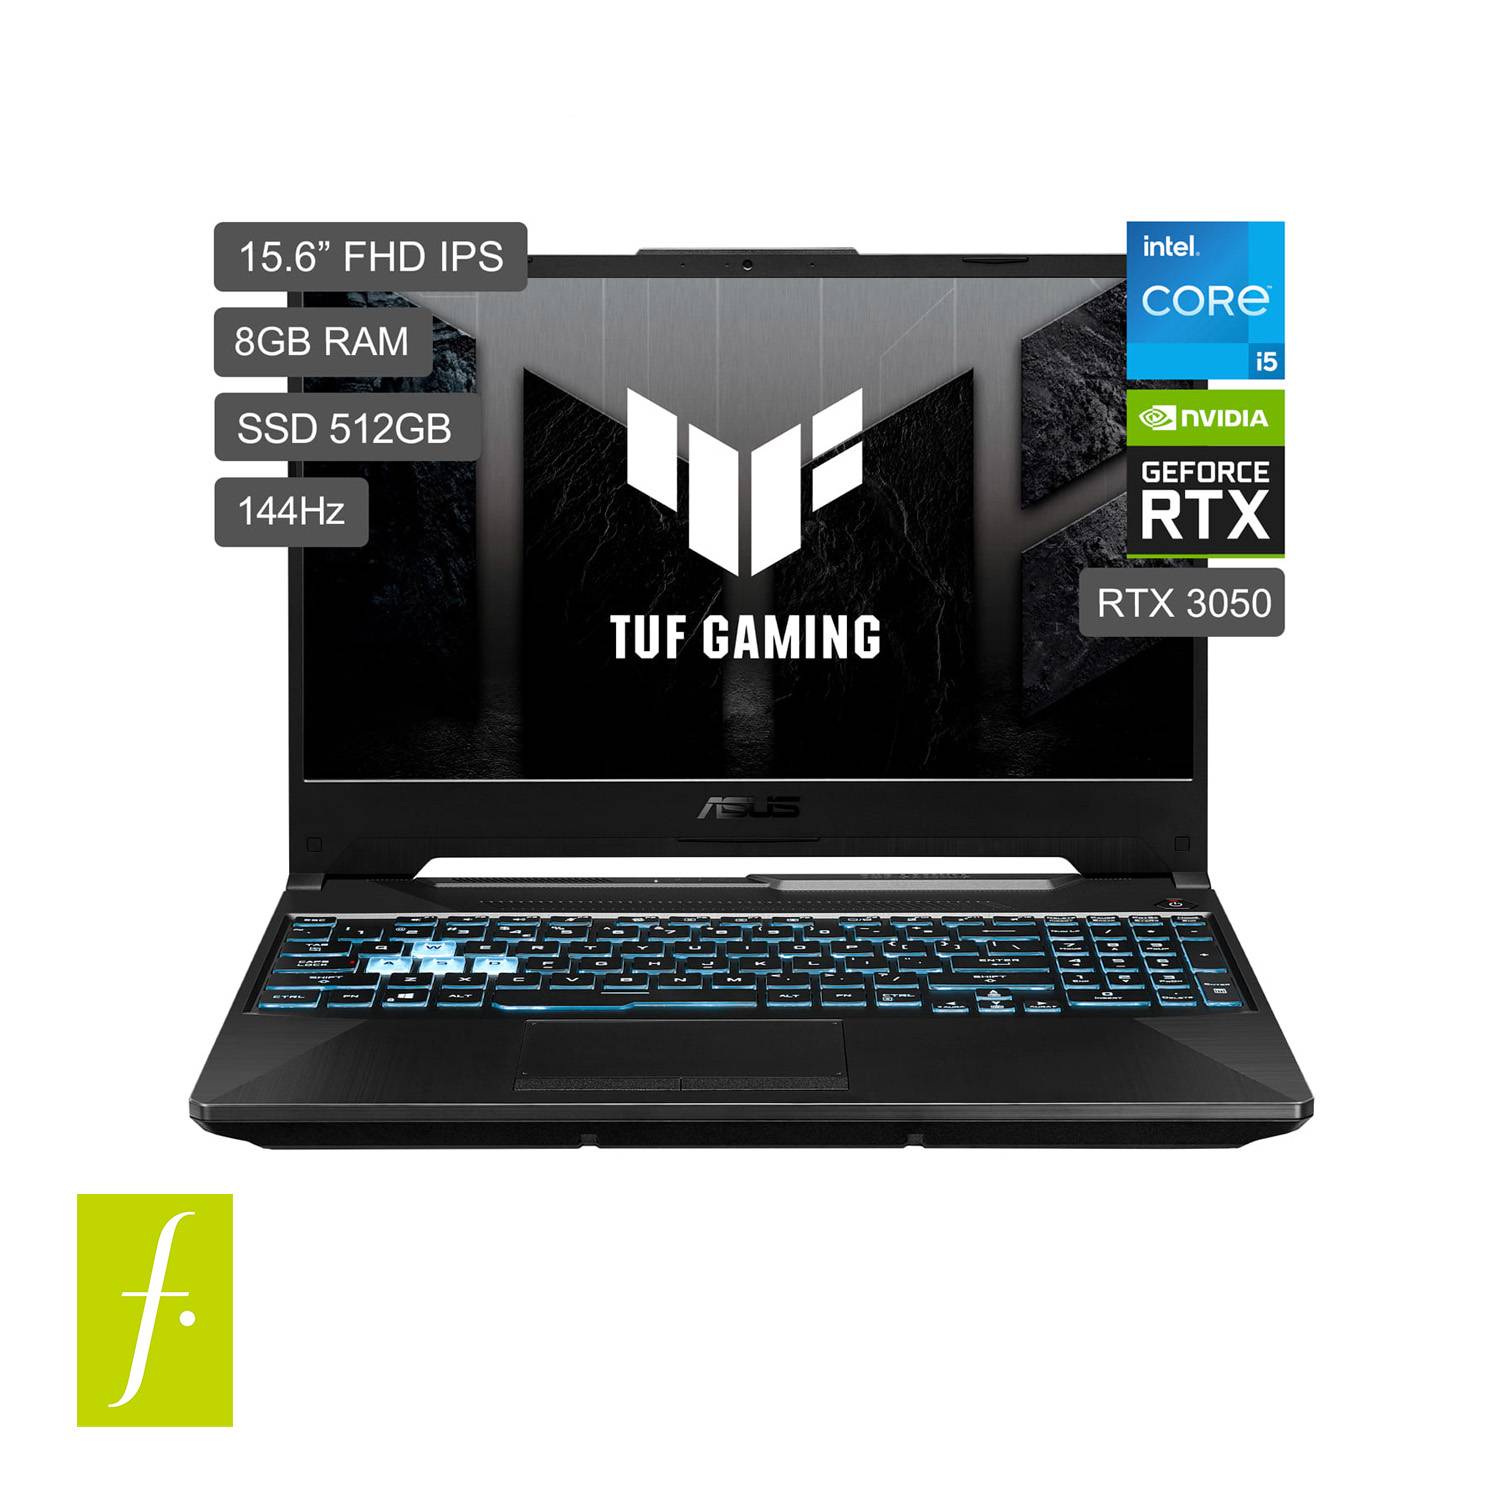 15.6” FHD IPS
8GB RAM
SSD 512GB
144Hz
intel.
CORe™
i5
NVIDIA
GEFORCE
RTX
RTX 3050
TUF GAMING
ASUS
f.